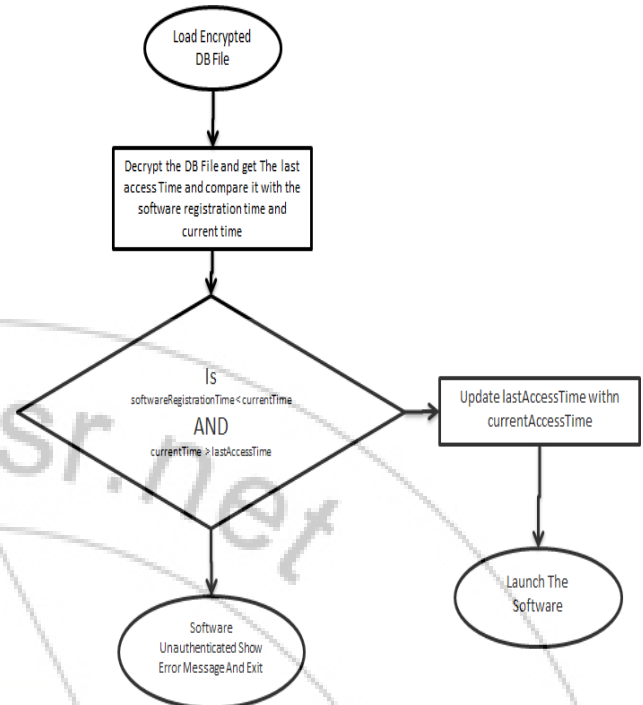 Load Encrypted
DB File
Decrypt the DB File and get The last
access Time and compare it with the
software registration time and
current time
Is
softwareRegistrationTime < currentTime
AND
currentTime > lastAccessTime
Update lastAccessTime withn
currentAccessTime
Launch The
Software
Software
Unauthenticated Show
Error Message And Exit
sr.net